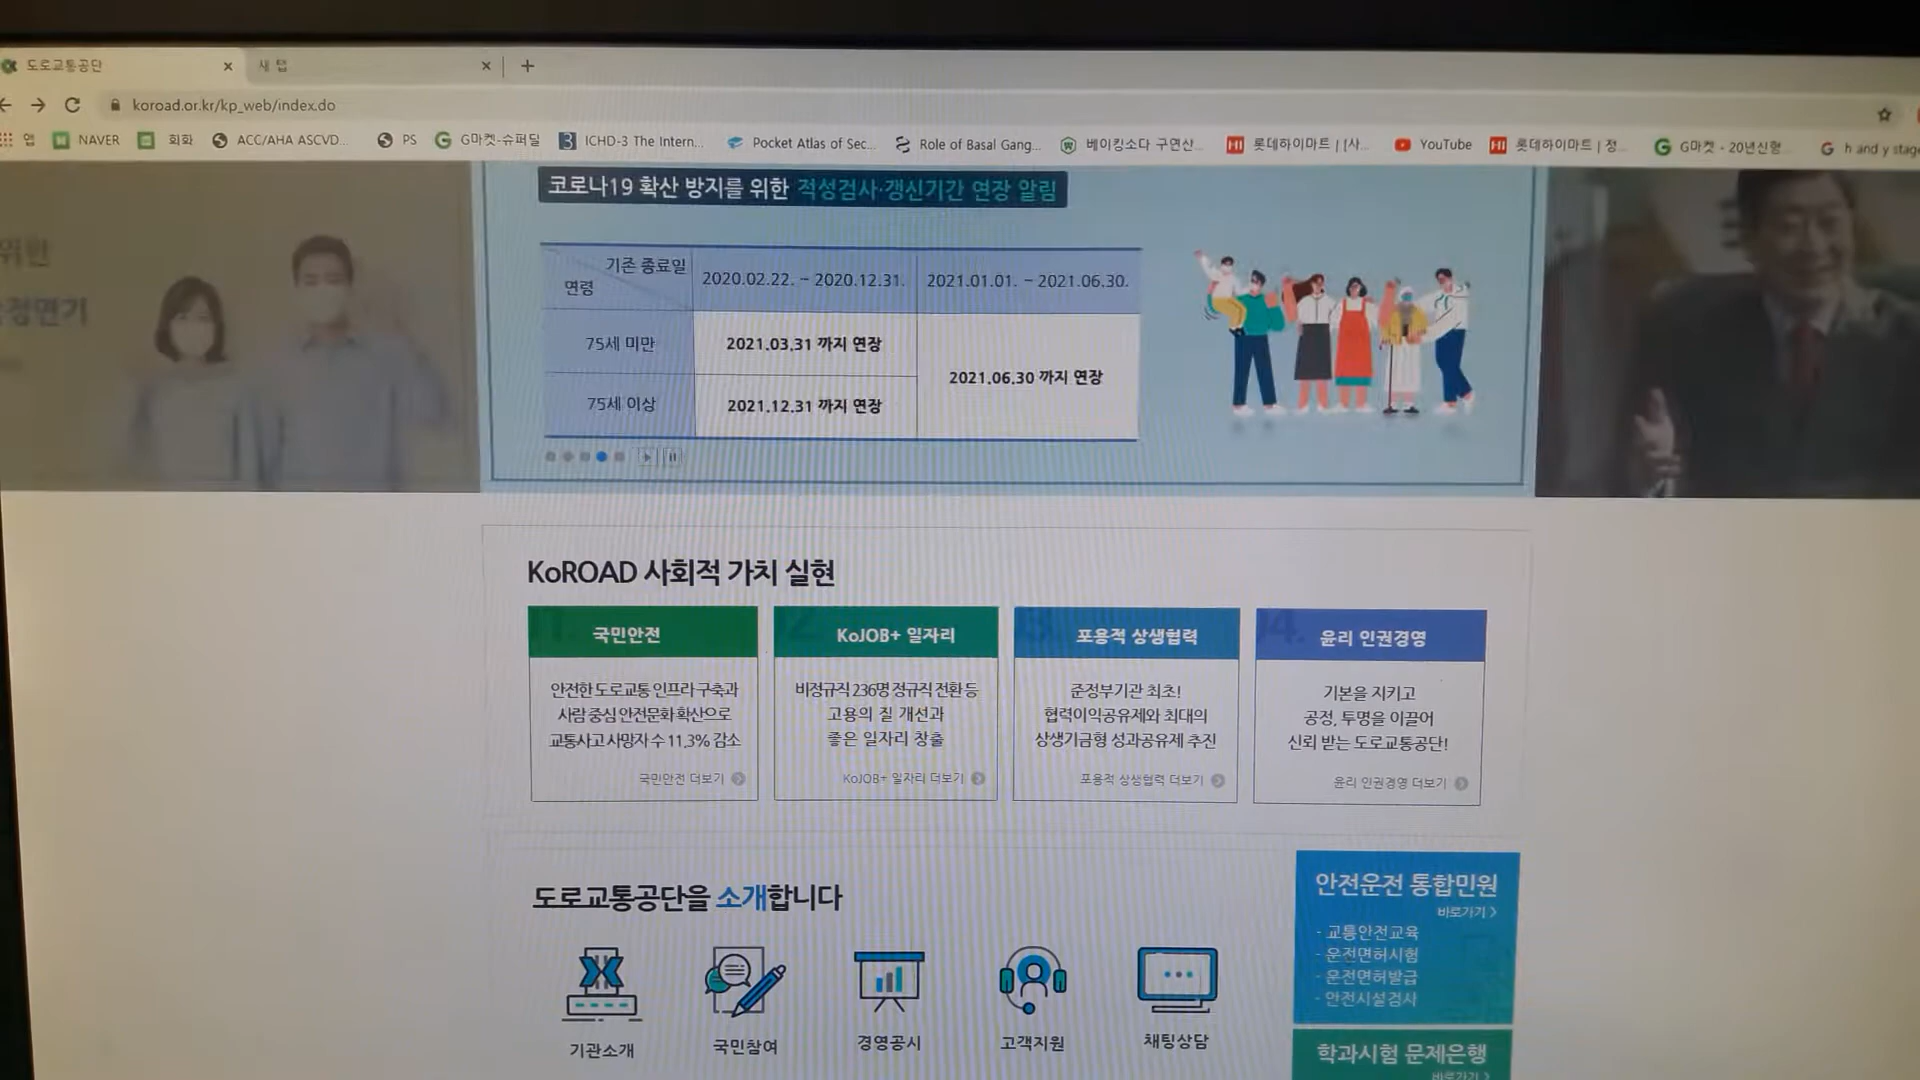 도로교통공단
새 탭
koroad.or.kr/kp_web/index.do
앱
NAVER
회화
ACC/AHA ASCVD...
PS
G마켓-슈퍼딜
ICHD-3 The Intern...
Pocket Atlas of Sec...
Role of Basal Gang...
베이킹소다 구연산...
롯데하이마트 | [사...
YouTube
롯데하이마트 | 정...
G마켓 - 20년신형...
h and y stage
코로나19 확산 방지를 위한 적성검사·갱신기간 연장 알림
위한
기존 종료일
연령
2020.02.22. ~ 2020.12.31.
2021.01.01. ~ 2021.06.30.
75세 미만
2021.03.31 까지 연장
2021.06.30 까지 연장
75세 이상
2021.12.31 까지 연장
KoROAD 사회적 가치 실현
1.
국민안전
안전한 도로교통 인프라 구축과
사람 중심 안전문화 확산으로
교통사고 사망자 수 11.3% 감소
국민안전 더보기
2.
KoJOB+ 일자리
비정규직 236명 정규직 전환 등
고용의 질 개선과
좋은 일자리 창출
KoJOB+ 일자리 더보기
3.
포용적 상생협력
준정부기관 최초!
협력이익공유제와 최대의
상생기금형 성과공유제 추진
포용적 상생협력 더보기
4.
윤리 인권경영
기본을 지키고
공정, 투명을 이끌어
신뢰 받는 도로교통공단!
윤리 인권경영 더보기
도로교통공단을 소개합니다
기관소개
국민참여
경영공시
고객지원
채팅상담
안전운전 통합민원
바로가기 >
- 교통안전교육
- 운전면허시험
- 운전면허발급
- 안전시설검사
학과시험 문제은행
바로가기 >